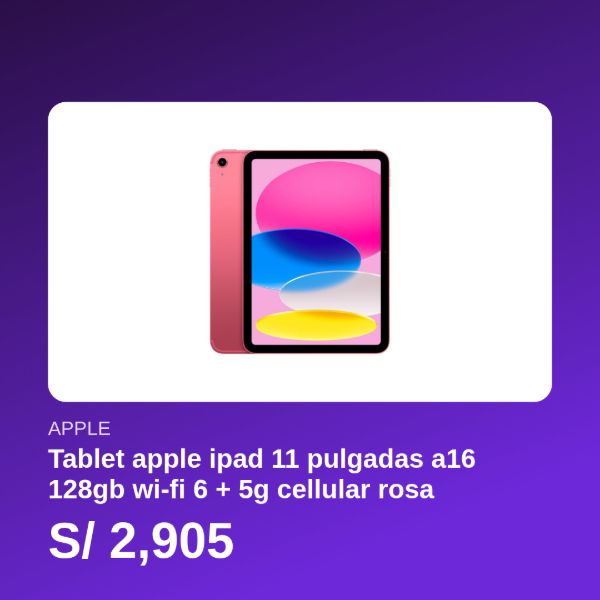 APPLE
Tablet apple ipad 11 pulgadas a16
128gb wi-fi 6 + 5g cellular rosa
S/ 2,905